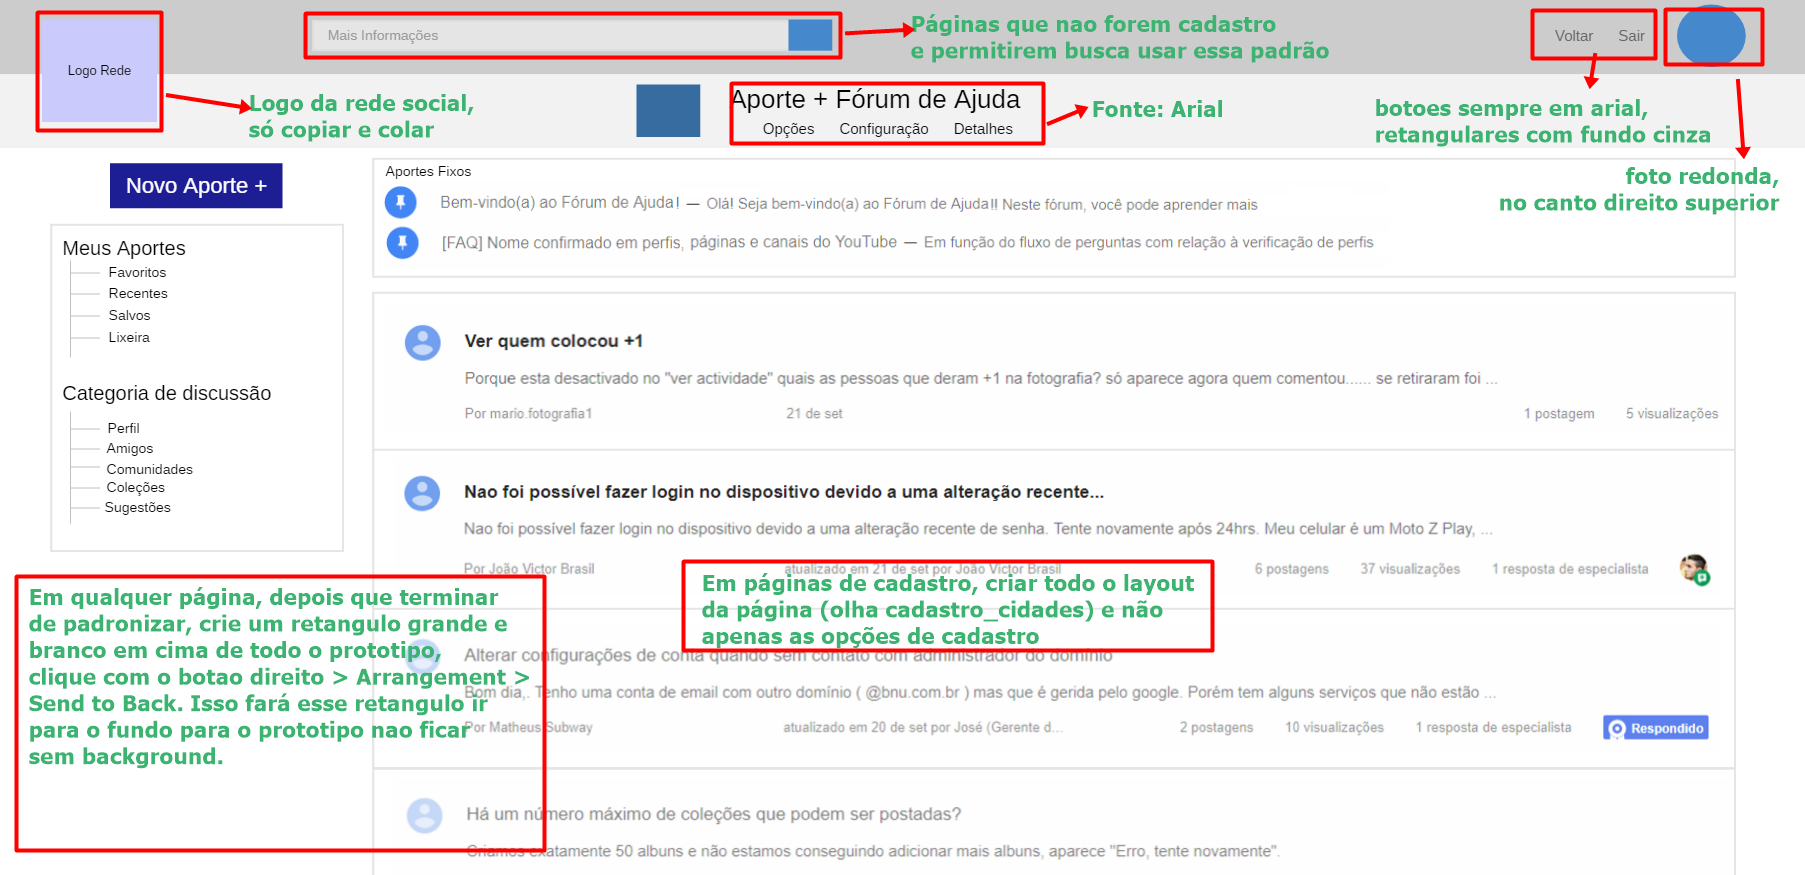 Mais Informações
Páginas que nao forem cadastro
e permitirem busca usar essa padrão
Voltar Sair
Logo Rede
Logo da rede social,
só copiar e colar
Aporte + Fórum de Ajuda
Opções Configuração Detalhes
Fonte: Arial
botoes sempre em arial,
retangulares com fundo cinza
foto redonda,
no canto direito superior
Novo Aporte +
Meus Aportes
Favoritos
Recentes
Salvos
Lixeira
Categoria de discussão
Perfil
Amigos
Comunidades
Coleções
Sugestões
Aportes Fixos
Bem-vindo(a) ao Fórum de Ajuda! — Olá! Seja bem-vindo(a) ao Fórum de Ajuda!! Neste fórum, você pode aprender mais
[FAQ] Nome confirmado em perfis, páginas e canais do YouTube — Em função do fluxo de perguntas com relação à verificação de perfis
Ver quem colocou +1
Porque esta desactivado no "ver actividade" quais as pessoas que deram +1 na fotografia? só aparece agora quem comentou...... se retiraram foi ...
Por mario.fotografia1 21 de set 1 postagem 5 visualizações
Nao foi possível fazer login no dispositivo devido a uma alteração recente...
Nao foi possível fazer login no dispositivo devido a uma alteração recente de senha. Tente novamente após 24hrs. Meu celular é um Moto Z Play, ...
Por João Victor Brasil atualizado em 21 de set por João Victor Brasil 6 postagens 37 visualizações 1 resposta de especialista
Em páginas de cadastro, criar todo o layout
da página (olha cadastro_cidades) e não
apenas as opções de cadastro
Alterar configurações de conta quando sem contato com administrador do domínio
Bom dia,. Tenho uma conta de email com outro domínio ( @bnu.com.br ) mas que é gerida pelo google. Porém tem alguns serviços que não estão ...
Por Matheus Subway atualizado em 20 de set por José (Gerente d... 2 postagens 10 visualizações 1 resposta de especialista Respondido
Há um número máximo de coleções que podem ser postadas?
Criamos exatamente 50 albuns e não estamos conseguindo adicionar mais albuns, aparece "Erro, tente novamente".
Em qualquer página, depois que terminar
de padronizar, crie um retangulo grande e
branco em cima de todo o prototipo,
clique com o botao direito > Arrangement >
Send to Back. Isso fará esse retangulo ir
para o fundo para o prototipo nao ficar
sem background.